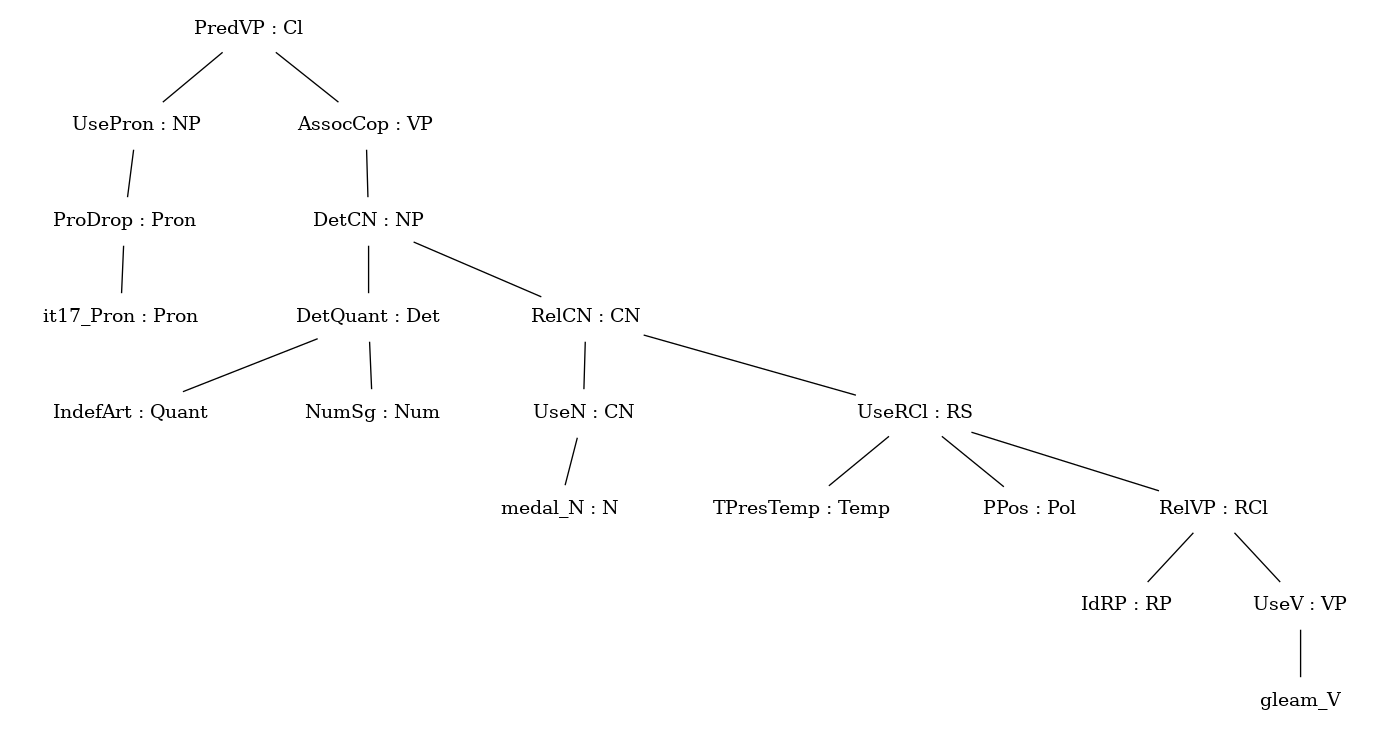 PredVP : Cl
UsePron : NP AssocCop : VP
ProDrop : Pron DetCN : NP
it17_Pron : Pron DetQuant : Det RelCN : CN
IndefArt : Quant NumSg : Num UseN : CN UseRCl : RS
medal_N : N TPresTemp : Temp PPos : Pol RelVP : RCl
IdRP : RP UseV : VP
gleam_V